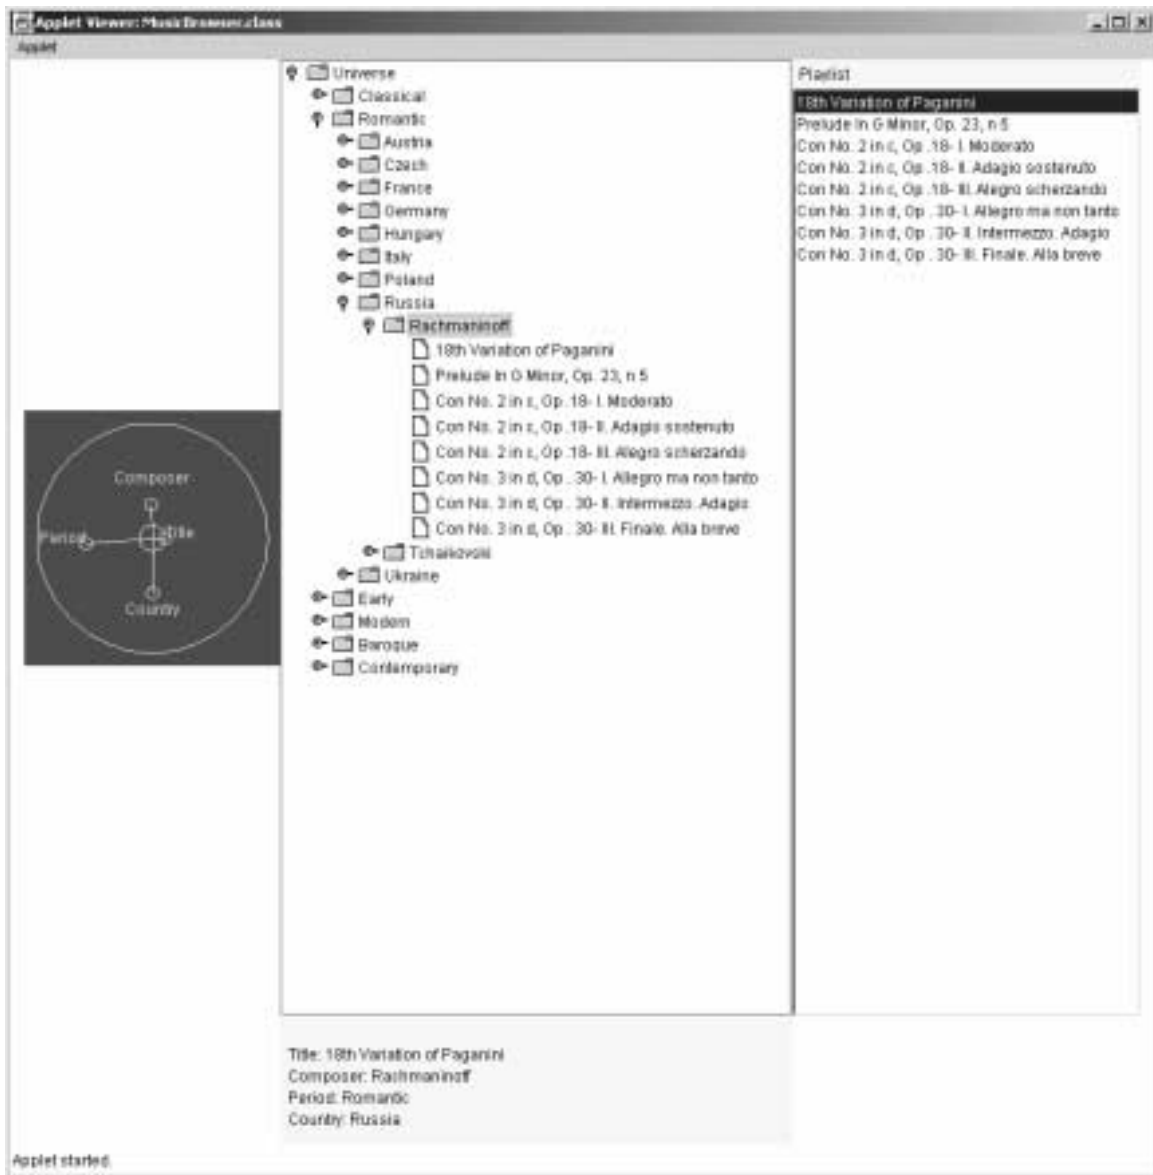 Applet Viewer: MusicBrowser.class
Applet
Universe
Classical
Romantic
Austria
Czech
France
Germany
Hungary
Italy
Poland
Russia
Rachmaninoff
18th Variation of Paganini
Prelude In G Minor, Op. 23, n 5
Con No. 2 in c, Op .18- I. Moderato
Con No. 2 in c, Op .18- II. Adagio sostenuto
Con No. 2 in c, Op .18- III. Alegro scherzando
Con No. 3 in d, Op . 30- I. Allegro ma non tanto
Con No. 3 in d, Op . 30- II. Intermezzo. Adagio
Con No. 3 in d, Op . 30- III. Finale. Alla breve
Tchaikovski
Ukraine
Early
Modern
Baroque
Contemporary
Playlist
18th Variation of Paganini
Prelude In G Minor, Op. 23, n 5
Con No. 2 in c, Op .18- I. Moderato
Con No. 2 in c, Op .18- II. Adagio sostenuto
Con No. 2 in c, Op .18- III. Alegro scherzando
Con No. 3 in d, Op . 30- I. Allegro ma non tanto
Con No. 3 in d, Op . 30- II. Intermezzo. Adagio
Con No. 3 in d, Op . 30- III. Finale. Alla breve
Composer
Period
Title
Country
Title: 18th Variation of Paganini
Composer: Rachmaninoff
Period: Romantic
Country: Russia
Applet started.